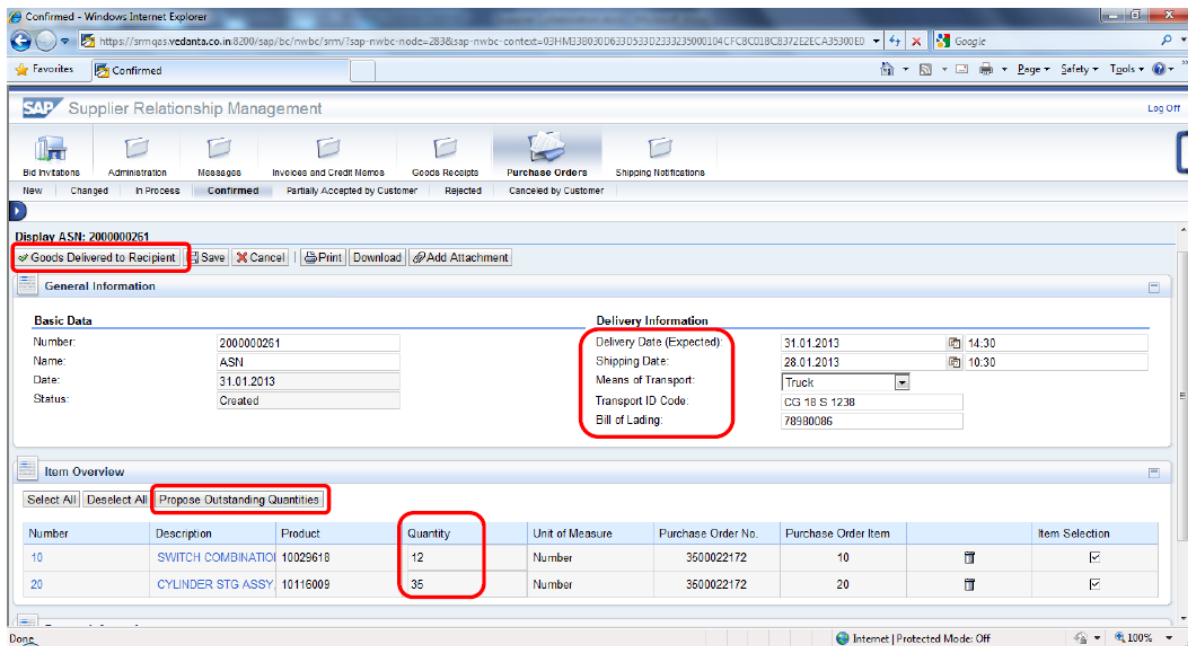 Confirmed - Windows Internet Explorer
https://srmqas.vedanta.co.in:8200/sap/bc/nwbc/srm/?sap-nwbc-node=283&sap-nwbc-context= Google
Favorites Confirmed Page Safety Tools
SAP Supplier Relationship Management Log Off
Bid Invitations Administration Messages Invoices and Credit Memos Goods Receipts Purchase Orders Shipping Notifications
New Changed In Process Confirmed Partially Accepted by Customer Rejected Canceled by Customer
Display ASN: 2000000261
Goods Delivered to Recipient Save Cancel Print Download Add Attachment
General Information
Basic Data Delivery Information
Number: 2000000261 Delivery Date (Expected): 31.01.2013 14:30
Name: ASN Shipping Date: 28.01.2013 10:30
Date: 31.01.2013 Means of Transport: Truck
Status: Created Transport ID Code: CG 18 S 1238
Bill of Lading: 78980086
Item Overview
Select All Deselect All Propose Outstanding Quantities
Number Description Product Quantity Unit of Measure Purchase Order No. Purchase Order Item Item Selection
10 SWITCH COMBINATIO 10029618 12 Number 3500022172 10
20 CYLINDER STG ASSY, 10116009 35 Number 3500022172 20
Done Internet | Protected Mode: Off 100%